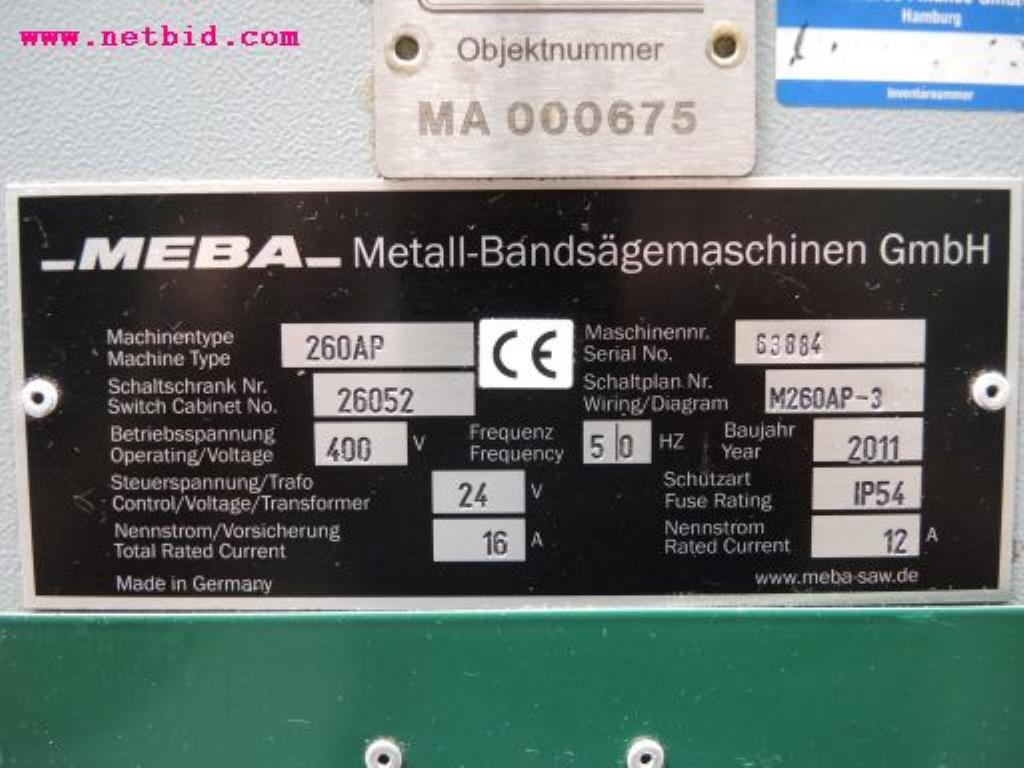 www.netbid.com
Hamburg
Inventarnummer
Objektnummer
MA 000675
MEBA Metall-Bandsägemaschinen GmbH
Machinentype 260AP
Machine Type
CE
Maschinennr. 63884
Serial No.
Schaltschrank Nr. 26052
Switch Cabinet No.
Schaltplan Nr. M260AP-3
Wiring/Diagram
Betriebsspannung 400 V
Operating/Voltage
Frequenz 50 HZ
Frequency
Baujahr 2011
Year
Steuerspannung/Trafo 24 V
Control/Voltage/Transformer
Schutzart IP54
Fuse Rating
Nennstrom/Vorsicherung 16 A
Total Rated Current
Nennstrom 12 A
Rated Current
Made in Germany
www.meba-saw.de